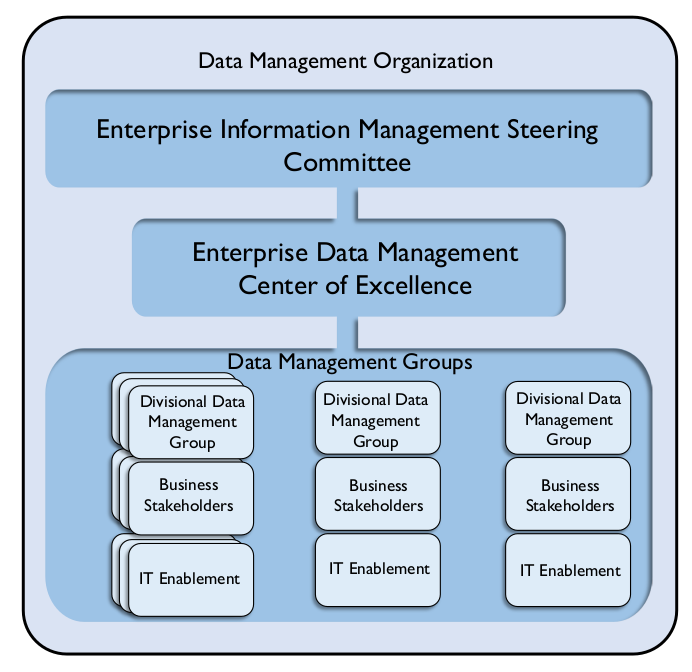 Data Management Organization
Enterprise Information Management Steering
Committee
Enterprise Data Management
Center of Excellence
Data Management Groups
Divisional Data
Management
Group
Business
Stakeholders
IT Enablement
Divisional Data
Management
Group
Business
Stakeholders
IT Enablement
Divisional Data
Management
Group
Business
Stakeholders
IT Enablement